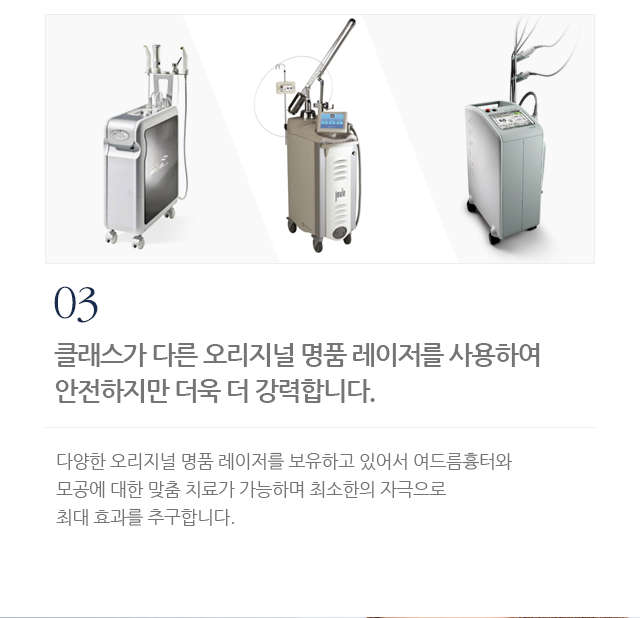 joule
03
클래스가 다른 오리지널 명품 레이저를 사용하여
안전하지만 더욱 더 강력합니다.
다양한 오리지널 명품 레이저를 보유하고 있어서 여드름흉터와
모공에 대한 맞춤 치료가 가능하며 최소한의 자극으로
최대 효과를 추구합니다.